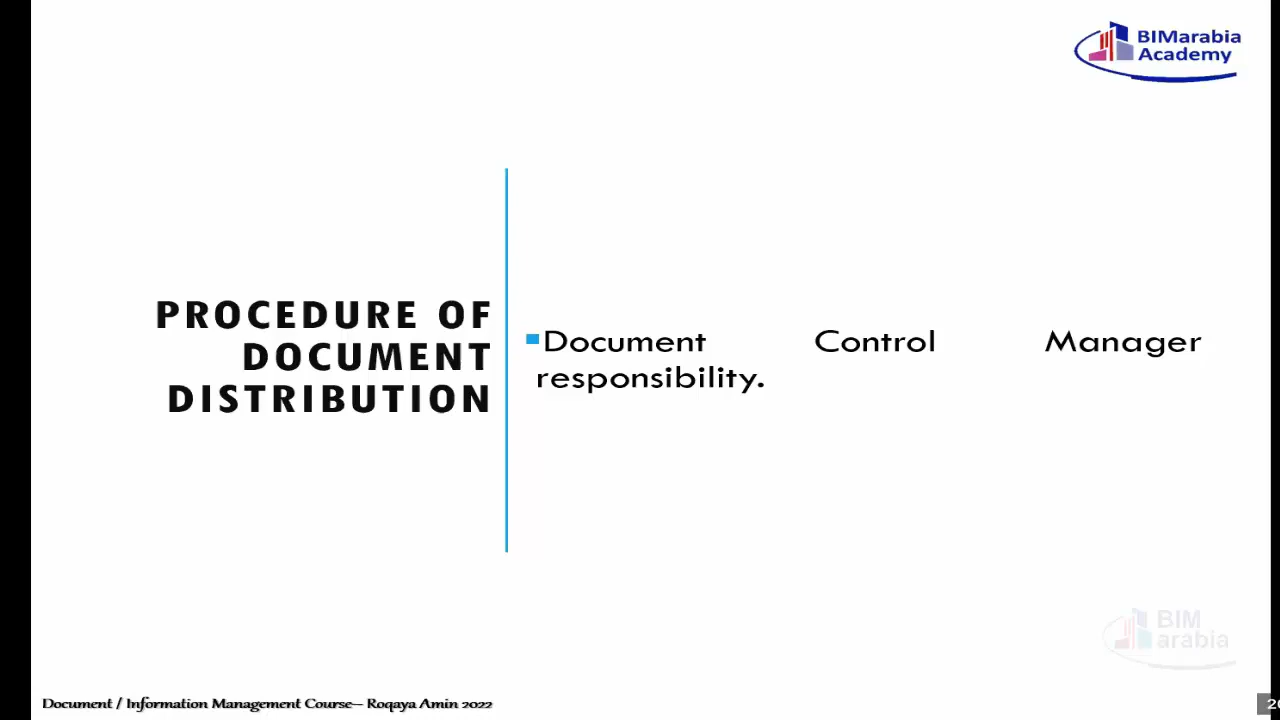 BIMarabia
Academy
PROCEDURE OF
DOCUMENT
DISTRIBUTION
Document Control Manager
responsibility.
BIM
arabia
Document / Information Management Course– Roqaya Amin 2022